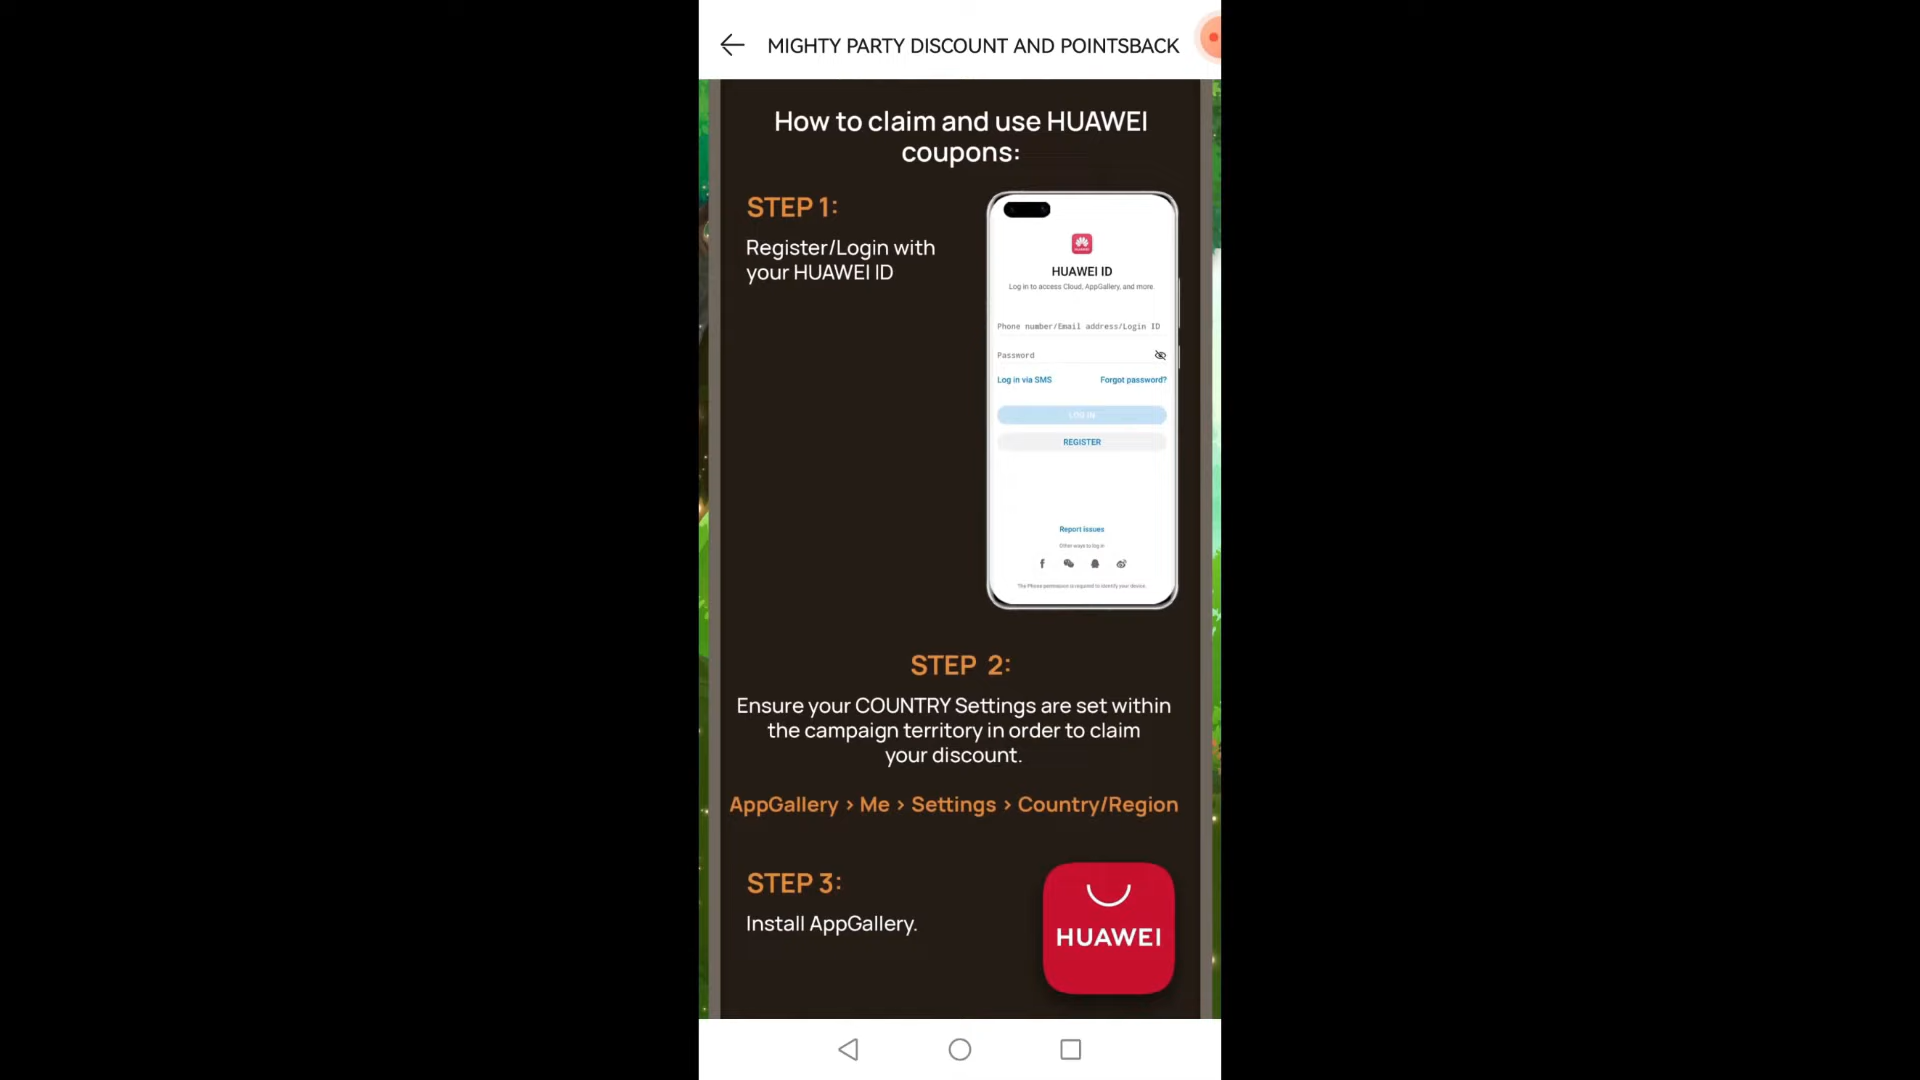 MIGHTY PARTY DISCOUNT AND POINTSBACK
How to claim and use HUAWEI
coupons:
STEP 1:
Register/Login with
your HUAWEI ID
HUAWEI ID
Log in to access Cloud, AppGallery, and more.
Phone number/Email address/Login ID
Password
Log in via SMS
Forgot password?
LOG IN
REGISTER
Report issues
Other ways to log in
The Phone permission is required to identify your device.
STEP 2:
Ensure your COUNTRY Settings are set within
the campaign territory in order to claim
your discount.
AppGallery > Me > Settings > Country/Region
STEP 3:
Install AppGallery.
HUAWEI